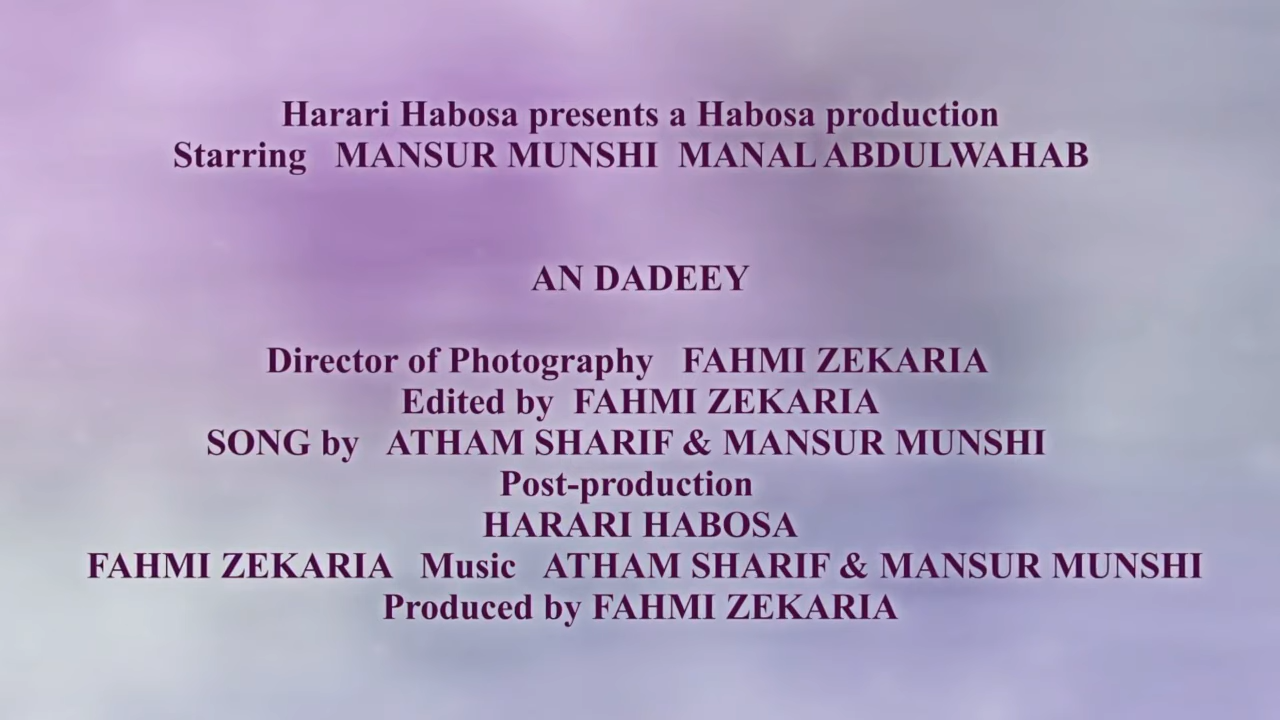 Harari Habosa presents a Habosa production
Starring MANSUR MUNSHI MANAL ABDULWAHAB
AN DADEEY
Director of Photography FAHMI ZEKARIA
Edited by FAHMI ZEKARIA
SONG by ATHAM SHARIF & MANSUR MUNSHI
Post-production
HARARI HABOSA
FAHMI ZEKARIA Music ATHAM SHARIF & MANSUR MUNSHI
Produced by FAHMI ZEKARIA